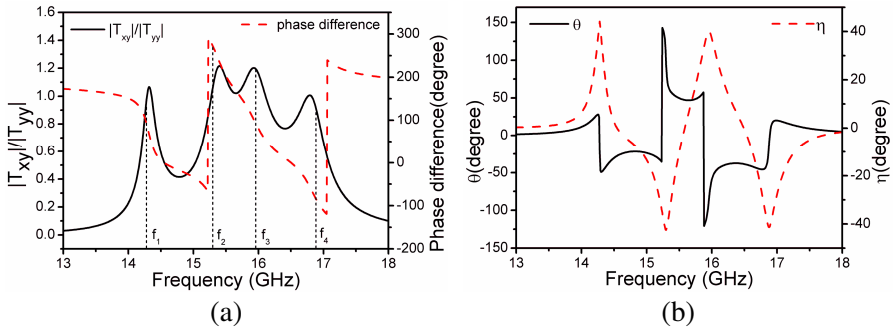 |Txy|/|Tyy|
phase difference
1.6
1.4
1.2
1.0
0.8
0.6
0.4
0.2
0.0
|Txy|/|Tyy|
300
200
100
0
-100
-200
Phase difference(degree)
f1
f2
f3
f4
13
14
15
16
17
18
Frequency (GHz)
(a)
θ
η
150
100
50
0
-50
-100
-150
θ(degree)
40
20
0
-20
-40
η(degree)
13
14
15
16
17
18
Frequency (GHz)
(b)